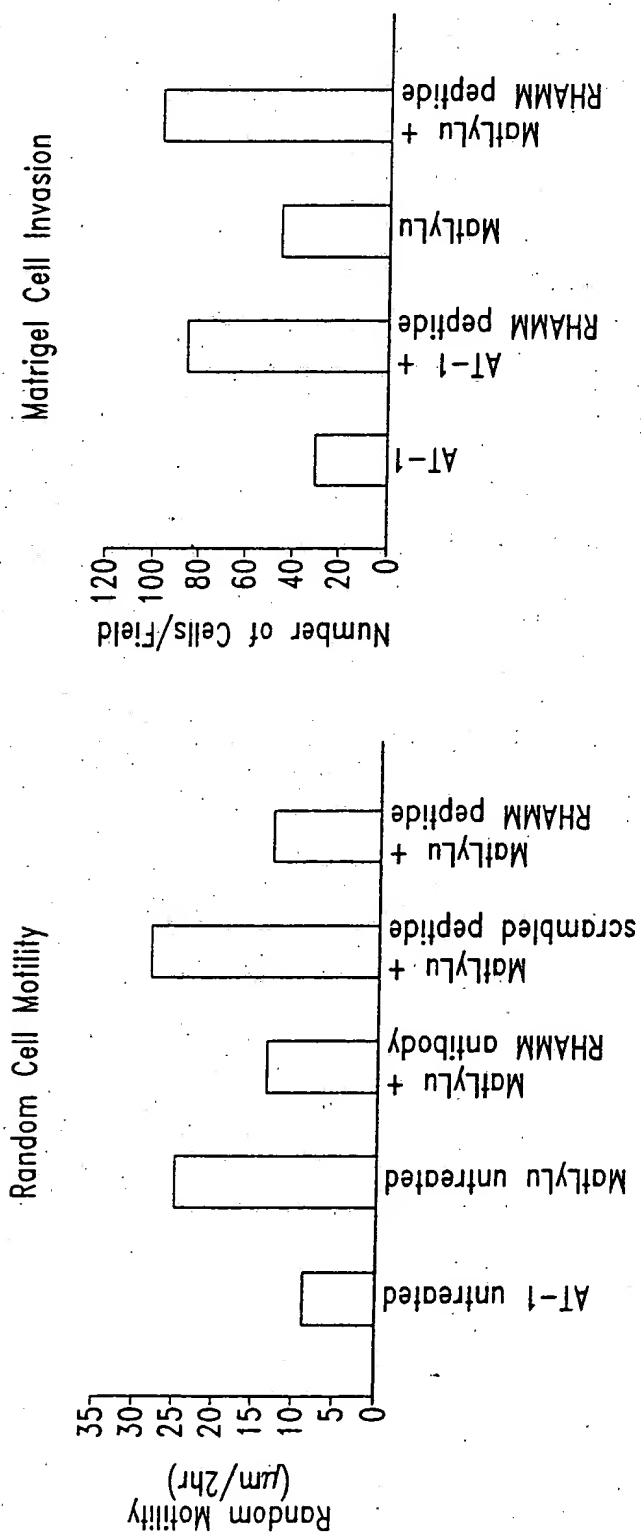 Random Cell Motility
Random Motility
(μm/2hr)
35
30
25
20
15
10
5
0
AT-1 untreated
MatLyLu untreated
MatLyLu +
RHAMM antibody
MatLyLu +
scrambled peptide
MatLyLu +
RHAMM peptide
Matrigel Cell Invasion
Number of Cells/Field
120
100
80
60
40
20
0
AT-1
AT-1 +
RHAMM peptide
MatLyLu
MatLyLu +
RHAMM peptide